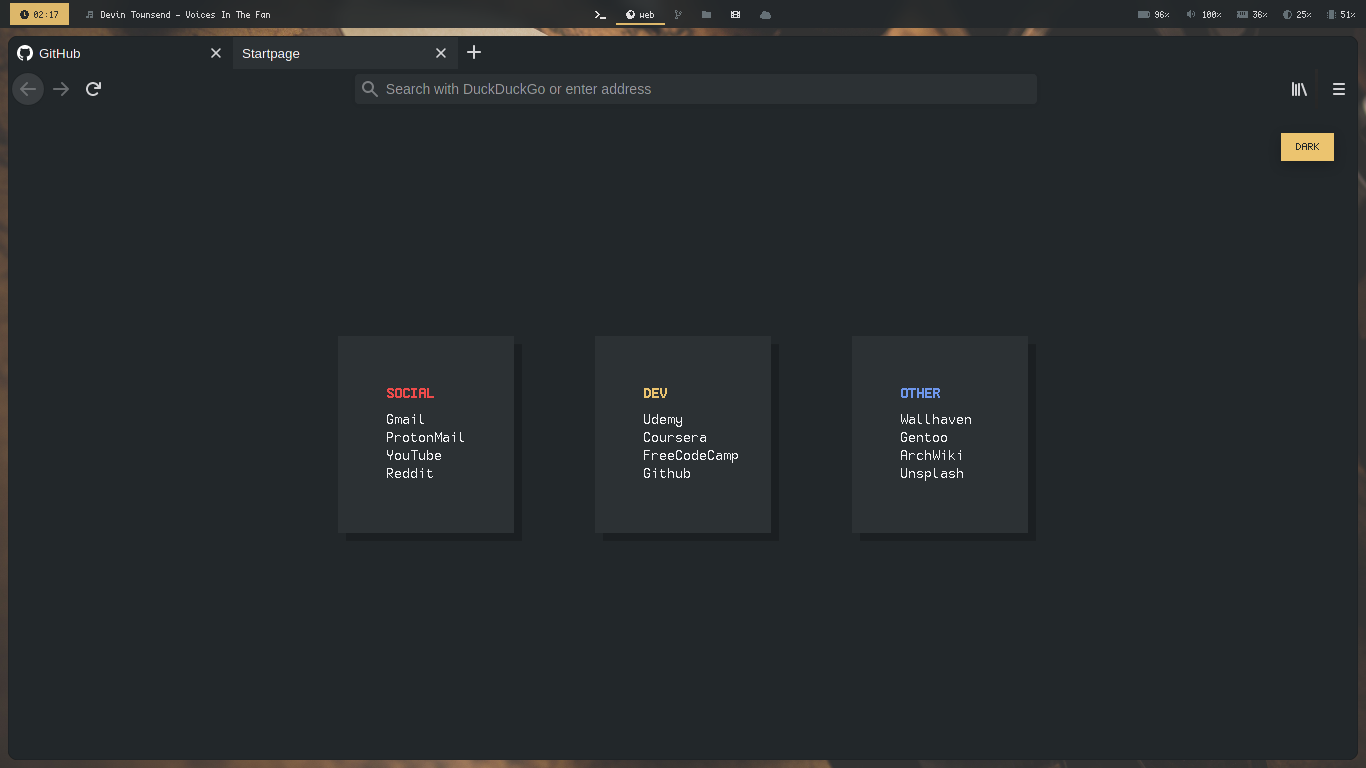 02:17
Devin Townsend - Voices In The Fan
web
96%
100%
36%
25%
51%
GitHub
Startpage
Search with DuckDuckGo or enter address
DARK
SOCIAL
Gmail
ProtonMail
YouTube
Reddit
DEV
Udemy
Coursera
FreeCodeCamp
Github
OTHER
Wallhaven
Gentoo
ArchWiki
Unsplash